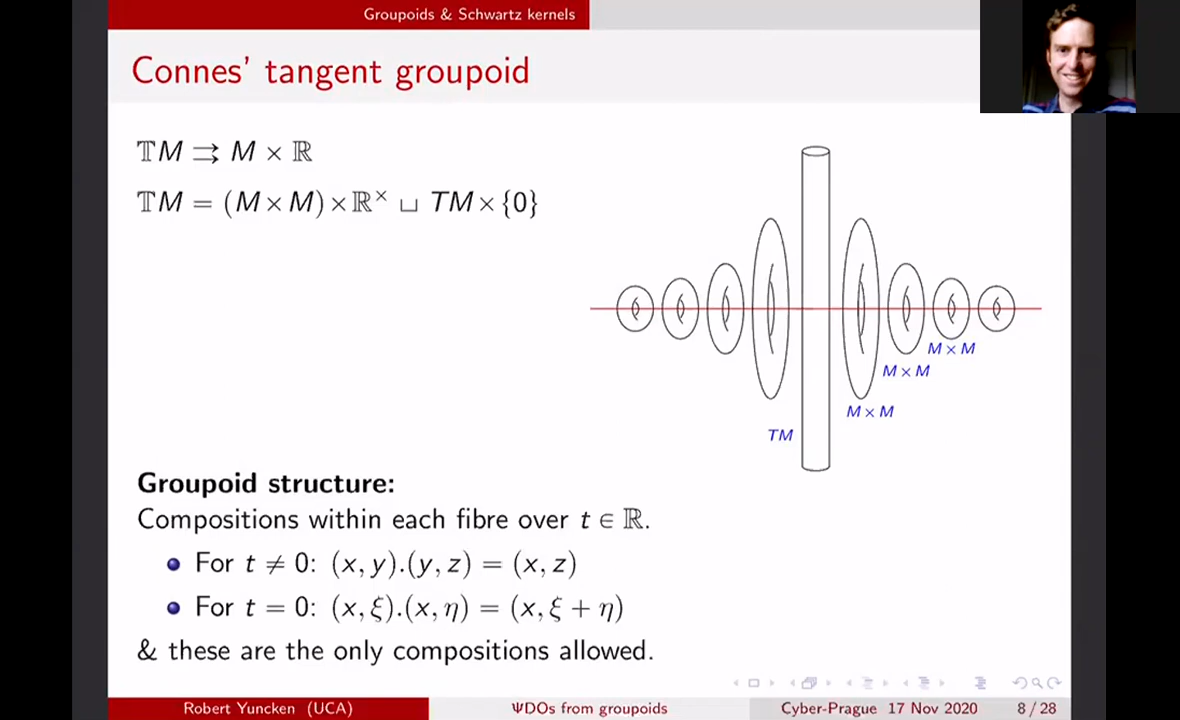 Groupoids & Schwartz kernels
Connes' tangent groupoid
𝕋M ⇉ M × ℝ
𝕋M = (M × M) × ℝ^× ⊔ TM × {0}
M × M
M × M
M × M
TM
Groupoid structure:
Compositions within each fibre over t ∈ ℝ.
For t ≠ 0: (x, y).(y, z) = (x, z)
For t = 0: (x, ξ).(x, η) = (x, ξ + η)
& these are the only compositions allowed.
Robert Yuncken (UCA) ΨDOs from groupoids Cyber-Prague 17 Nov 2020 8 / 28